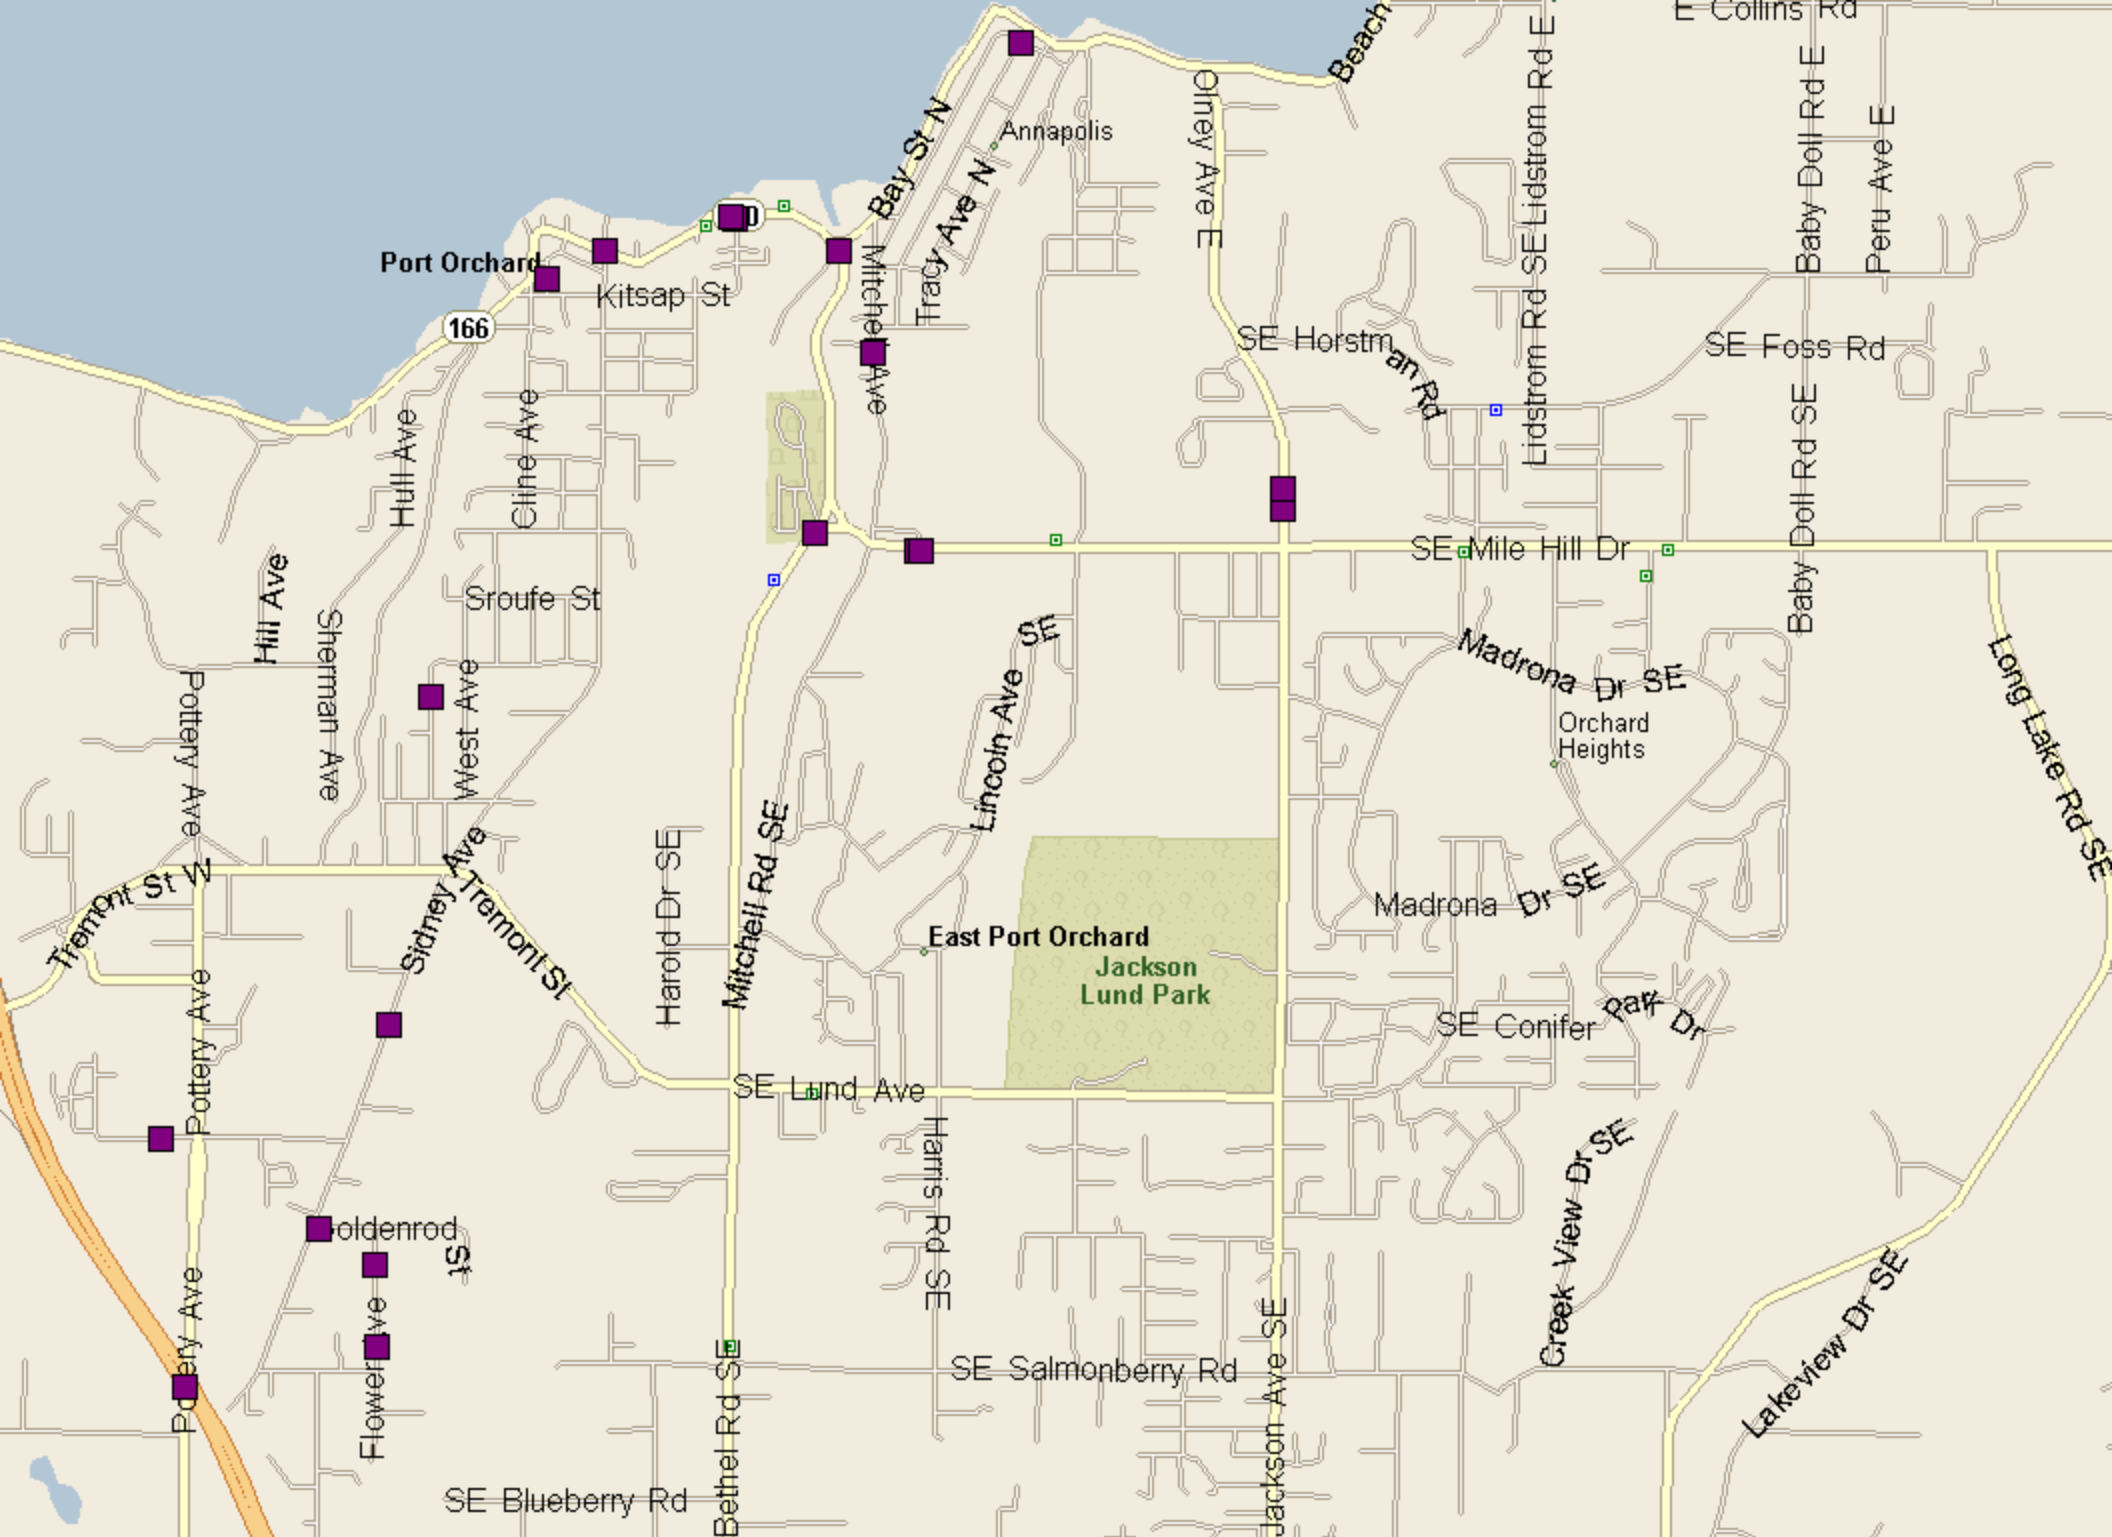 E Collins Rd
Beach
Olney Ave E
Lidstrom Rd E
Baby Doll Rd E
Peru Ave E
Annapolis
Bay St N
Tracy Ave N
Port Orchard
Kitsap St
Mitchell Ave
166
Lidstrom Rd SE
SE Horstman Rd
SE Foss Rd
Hull Ave
Cline Ave
Baby Doll Rd SE
SE Mile Hill Dr
Hill Ave
Sherman Ave
Sroufe St
West Ave
Pottery Ave
Lincoln Ave SE
Madrona Dr SE
Orchard
Heights
Long Lake Rd SE
Tremont St W
Sidney Ave
Tremont St
Harold Dr SE
Mitchell Rd SE
East Port Orchard
Jackson
Lund Park
Madrona Dr SE
SE Conifer Park Dr
Pottery Ave
SE Lund Ave
Harris Rd SE
Creek View Dr SE
oldenrod St
Pottery Ave
Flower Ave
Bethel Rd SE
SE Salmonberry Rd
Jackson Ave SE
Lakeview Dr SE
SE Blueberry Rd